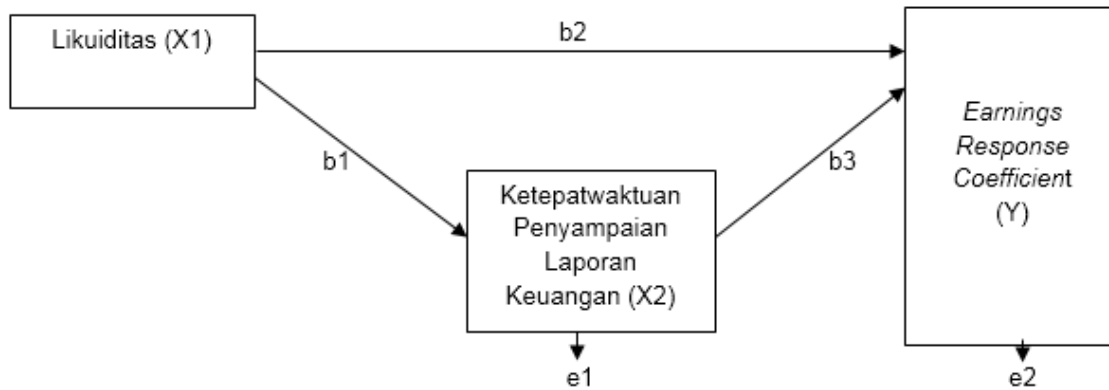 Likuiditas (X1)
b2
b1
b3
Ketepatwaktuan
Penyampaian
Laporan
Keuangan (X2)
e1
Earnings
Response
Coefficient
(Y)
e2